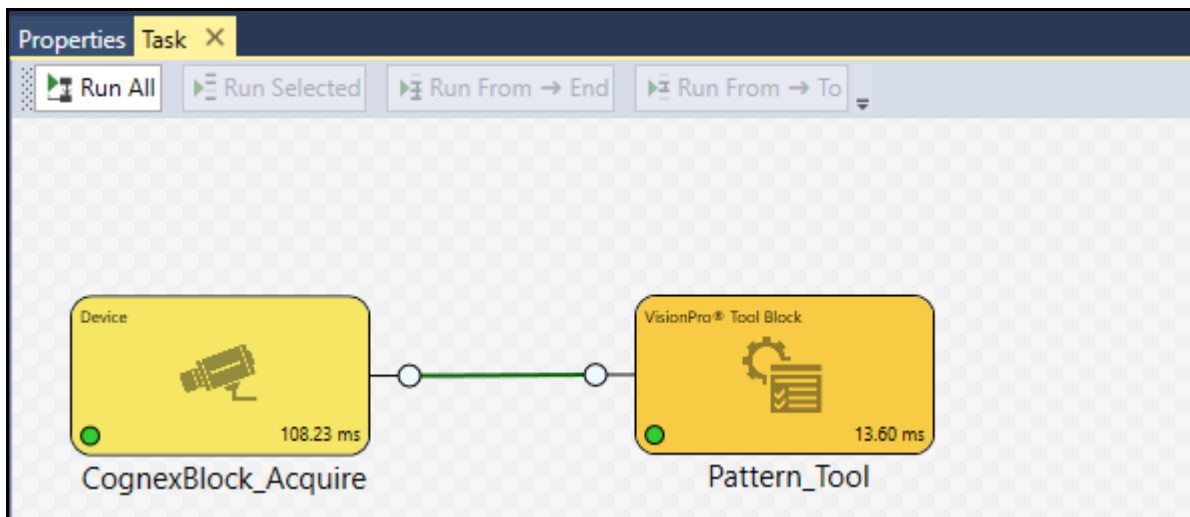 Properties Task
Run All Run Selected Run From → End Run From → To
Device
108.23 ms
CognexBlock_Acquire
VisionPro® Tool Block
13.60 ms
Pattern_Tool